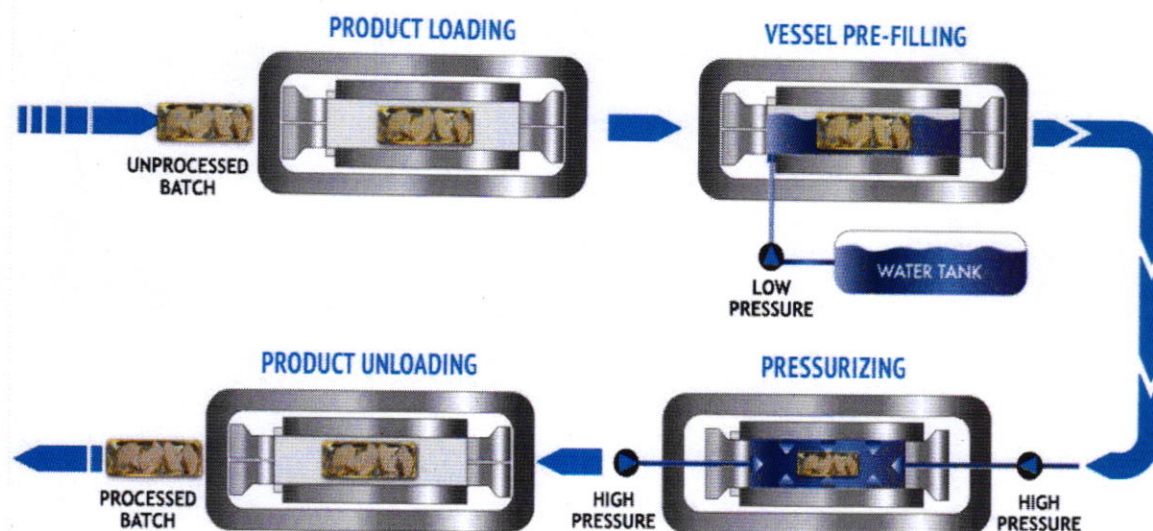 PRODUCT LOADING
VESSEL PRE-FILLING
UNPROCESSED
BATCH
WATER TANK
LOW
PRESSURE
PRODUCT UNLOADING
PRESSURIZING
PROCESSED
BATCH
HIGH
PRESSURE
HIGH
PRESSURE